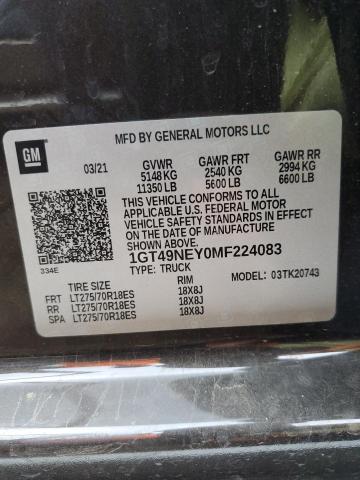 GM
MFD BY GENERAL MOTORS LLC
03/21 GVWR GAWR FRT GAWR RR
5148 KG 2540 KG 2994 KG
11350 LB 5600 LB 6600 LB
THIS VEHICLE CONFORMS TO ALL
APPLICABLE U.S. FEDERAL MOTOR
VEHICLE SAFETY STANDARDS IN EFFECT
ON THE DATE OF MANUFACTURE SHOWN ABOVE.
334E
1GT49NEY0MF224083
TYPE: TRUCK
TIRE SIZE RIM MODEL: 03TK20743
FRT LT275/70R18ES 18X8J
RR LT275/70R18ES 18X8J
SPA LT275/70R18ES 18X8J